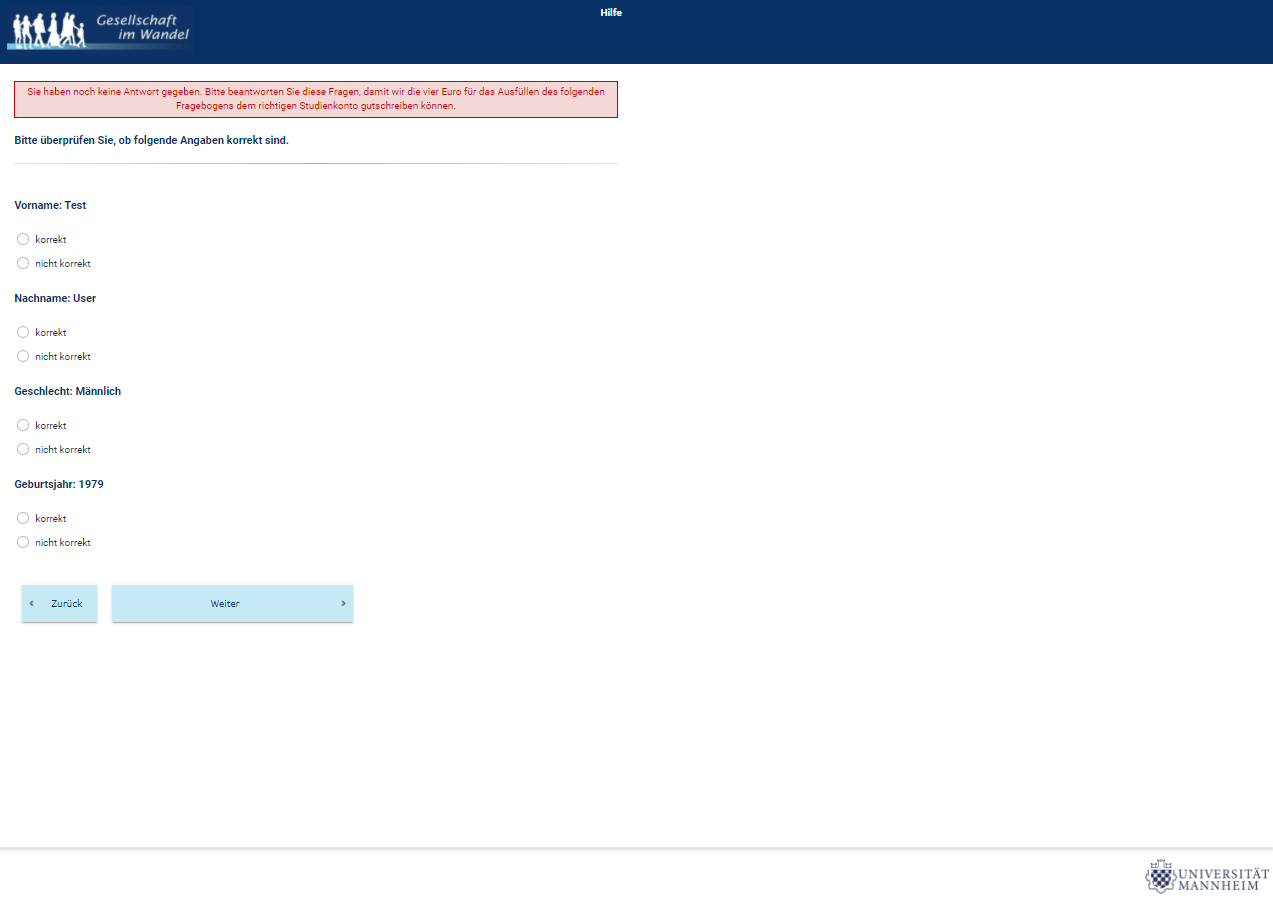 Gesellschaft
im Wandel
Hilfe
Sie haben noch keine Antwort gegeben. Bitte beantworten Sie diese Fragen, damit wir die vier Euro für das Ausfüllen des folgenden
Fragebogens dem richtigen Studienkonto gutschreiben können.
Bitte überprüfen Sie, ob folgende Angaben korrekt sind.
Vorname: Test
korrekt
nicht korrekt
Nachname: User
korrekt
nicht korrekt
Geschlecht: Männlich
korrekt
nicht korrekt
Geburtsjahr: 1979
korrekt
nicht korrekt
Zurück
Weiter
UNIVERSITÄT
MANNHEIM